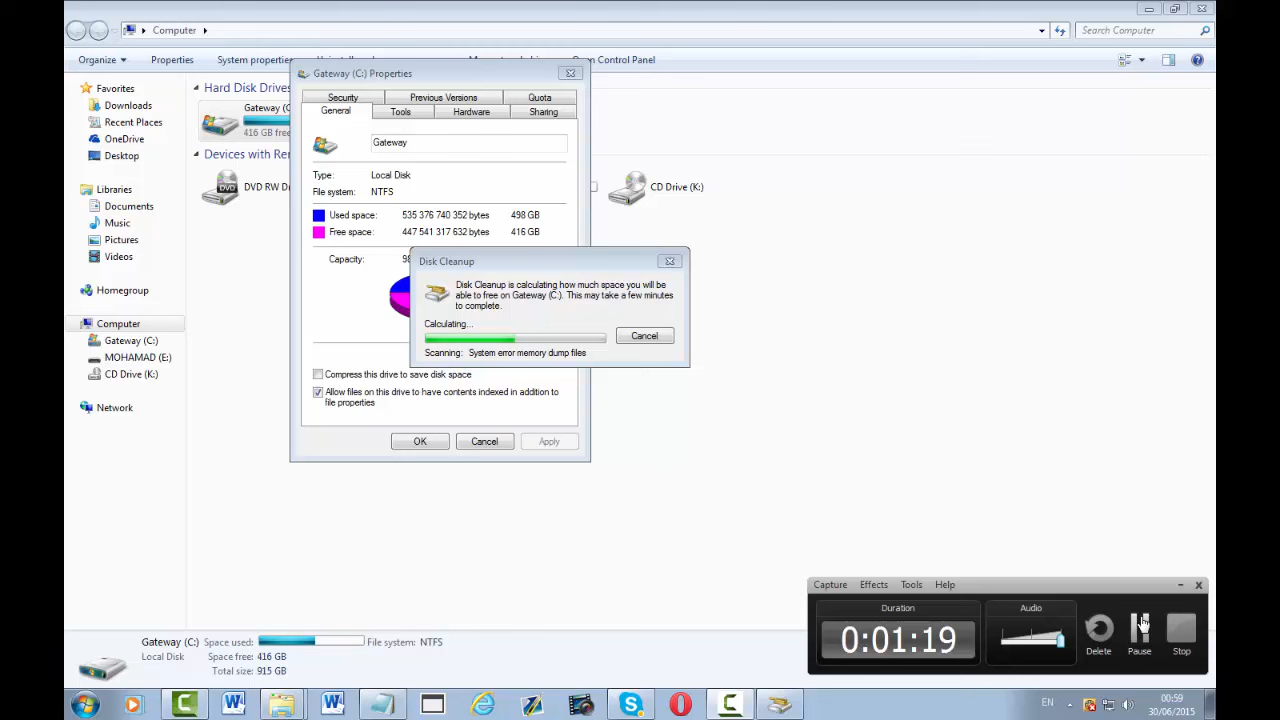 Computer
Search Computer
Organize
Properties
System properties
Open Control Panel
Favorites
Downloads
Recent Places
OneDrive
Desktop
Libraries
Documents
Music
Pictures
Videos
Homegroup
Computer
Gateway (C:)
MOHAMAD (E:)
CD Drive (K:)
Network
Hard Disk Drives
Gateway (C
416 GB free
Devices with Re
DVD RW D
CD Drive (K:)
Gateway (C:) Properties
Security Previous Versions Quota
General Tools Hardware Sharing
Gateway
Type: Local Disk
File system: NTFS
Used space: 535 376 740 352 bytes 498 GB
Free space: 447 541 317 632 bytes 416 GB
Capacity: 98
Compress this drive to save disk space
Allow files on this drive to have contents indexed in addition to
file properties
OK Cancel Apply
Disk Cleanup
Disk Cleanup is calculating how much space you will be
able to free on Gateway (C:). This may take a few minutes
to complete.
Calculating...
Cancel
Scanning: System error memory dump files
Capture Effects Tools Help
Duration Audio
0:01:19
Delete Pause Stop
Gateway (C:) Space used: File system: NTFS
Local Disk Space free: 416 GB
Total size: 915 GB
EN
00:59
30/06/2015